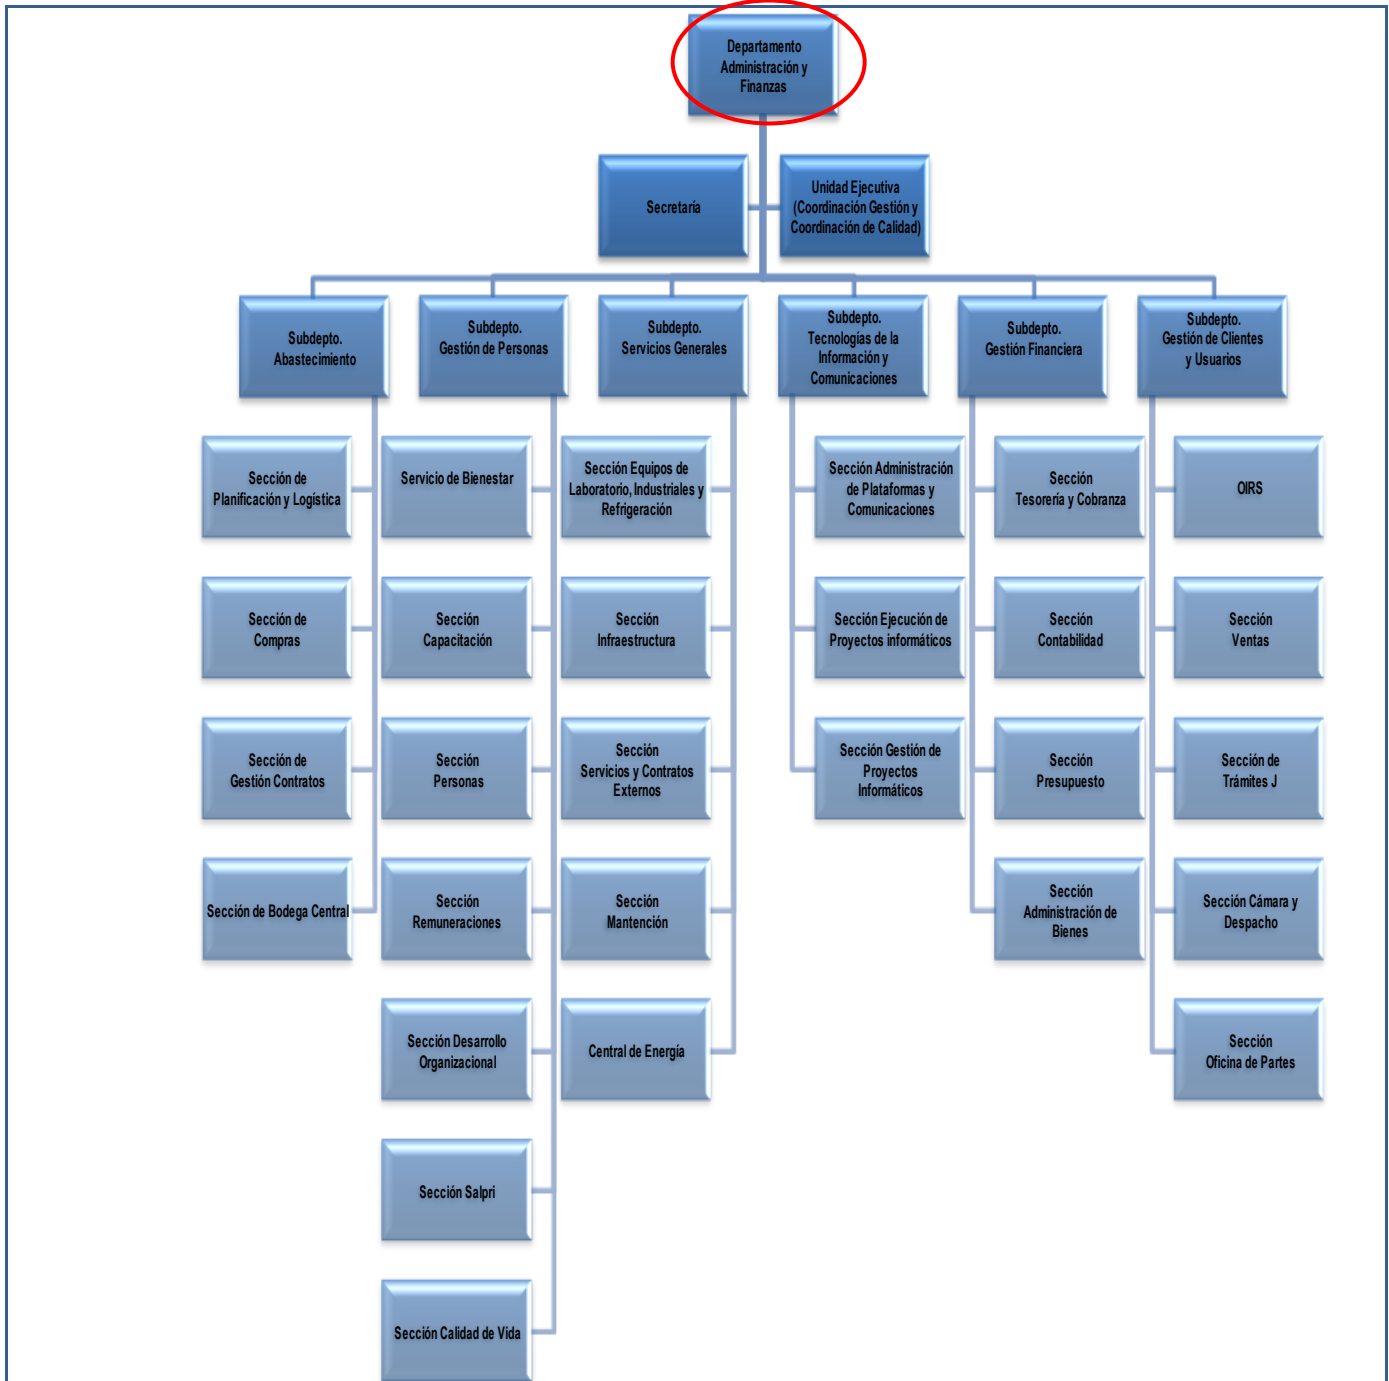 Departamento
Administración y
Finanzas
Secretaría
Unidad Ejecutiva
(Coordinación Gestión y
Coordinación de Calidad)
Subdepto.
Abastecimiento
Subdepto.
Gestión de Personas
Subdepto.
Servicios Generales
Subdepto.
Tecnologías de la
Información y
Comunicaciones
Subdepto.
Gestión Financiera
Subdepto.
Gestión de Clientes
y Usuarios
Sección de
Planificación y Logística
Servicio de Bienestar
Sección Equipos de
Laboratorio, Industriales y
Refrigeración
Sección Administración
de Plataformas y
Comunicaciones
Sección
Tesorería y Cobranza
OIRS
Sección de
Compras
Sección
Capacitación
Sección
Infraestructura
Sección Ejecución de
Proyectos informáticos
Sección
Contabilidad
Sección
Ventas
Sección de
Gestión Contratos
Sección
Personas
Sección
Servicios y Contratos
Externos
Sección Gestión de
Proyectos
Informáticos
Sección
Presupuesto
Sección de
Trámites J
Sección de Bodega Central
Sección
Remuneraciones
Sección
Mantención
Sección
Administración de
Bienes
Sección Cámara y
Despacho
Sección Desarrollo
Organizacional
Central de Energía
Sección
Oficina de Partes
Sección Salpri
Sección Calidad de Vida